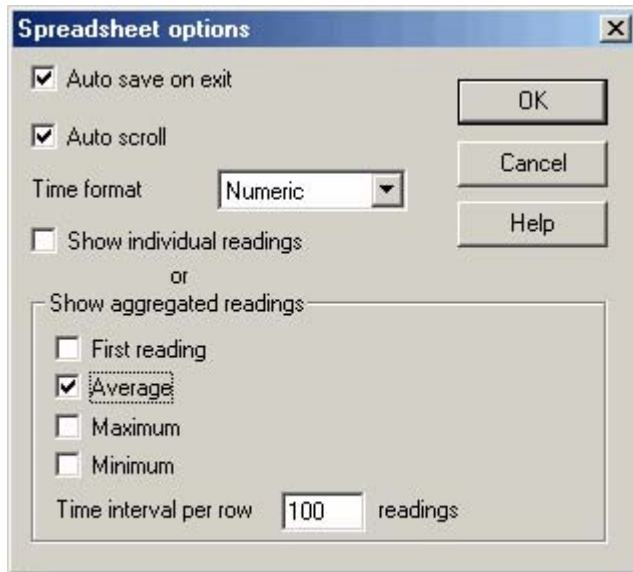 Spreadsheet options
Auto save on exit
OK
Auto scroll
Cancel
Time format Numeric
Help
Show individual readings
or
Show aggregated readings
First reading
Average
Maximum
Minimum
Time interval per row 100 readings